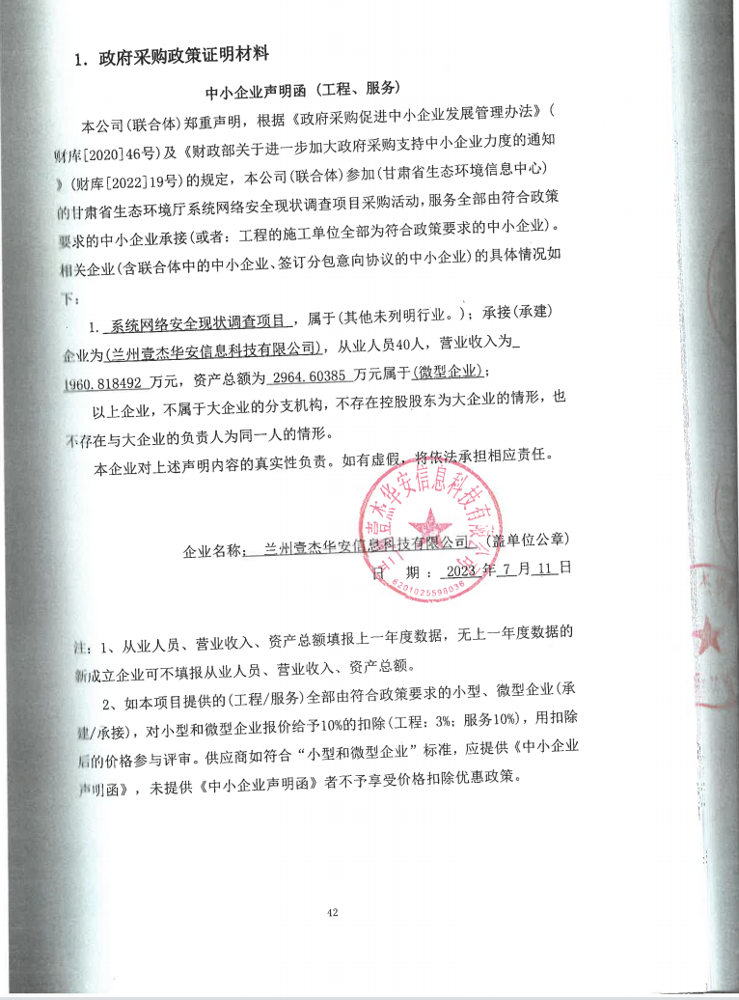 1. 政府采购政策证明材料
中小企业声明函 (工程、服务)
本公司(联合体)郑重声明，根据《政府采购促进中小企业发展管理办法》(
财库[2020]46号)及《财政部关于进一步加大政府采购支持中小企业力度的通知
》(财库[2022]19号)的规定，本公司(联合体)参加(甘肃省生态环境信息中心)
的甘肃省生态环境厅系统网络安全现状调查项目采购活动，服务全部由符合政策
要求的中小企业承接(或者：工程的施工单位全部为符合政策要求的中小企业)。
相关企业(含联合体中的中小企业、签订分包意向协议的中小企业)的具体情况如
下：
1. 系统网络安全现状调查项目 ，属于(其他未列明行业。)；承接(承建)
企业为(兰州壹杰华安信息科技有限公司)，从业人员40人，营业收入为_
1960.818492 万元，资产总额为 2964.60385 万元属于(微型企业)；
以上企业，不属于大企业的分支机构，不存在控股股东为大企业的情形，也
不存在与大企业的负责人为同一人的情形。
本企业对上述声明内容的真实性负责。如有虚假，将依法承担相应责任。
企业名称： 兰州壹杰华安信息科技有限公司 (盖单位公章)
日 期 ： 2023 年 7 月 11 日
壹杰华安信息科技有限公司
6201025598036
注：1、从业人员、营业收入、资产总额填报上一年度数据，无上一年度数据的
新成立企业可不填报从业人员、营业收入、资产总额。
2、如本项目提供的(工程/服务)全部由符合政策要求的小型、微型企业(承
建/承接)，对小型和微型企业报价给予10%的扣除(工程：3%；服务10%)，用扣除
后的价格参与评审。供应商如符合“小型和微型企业”标准，应提供《中小企业
声明函》，未提供《中小企业声明函》者不予享受价格扣除优惠政策。
42